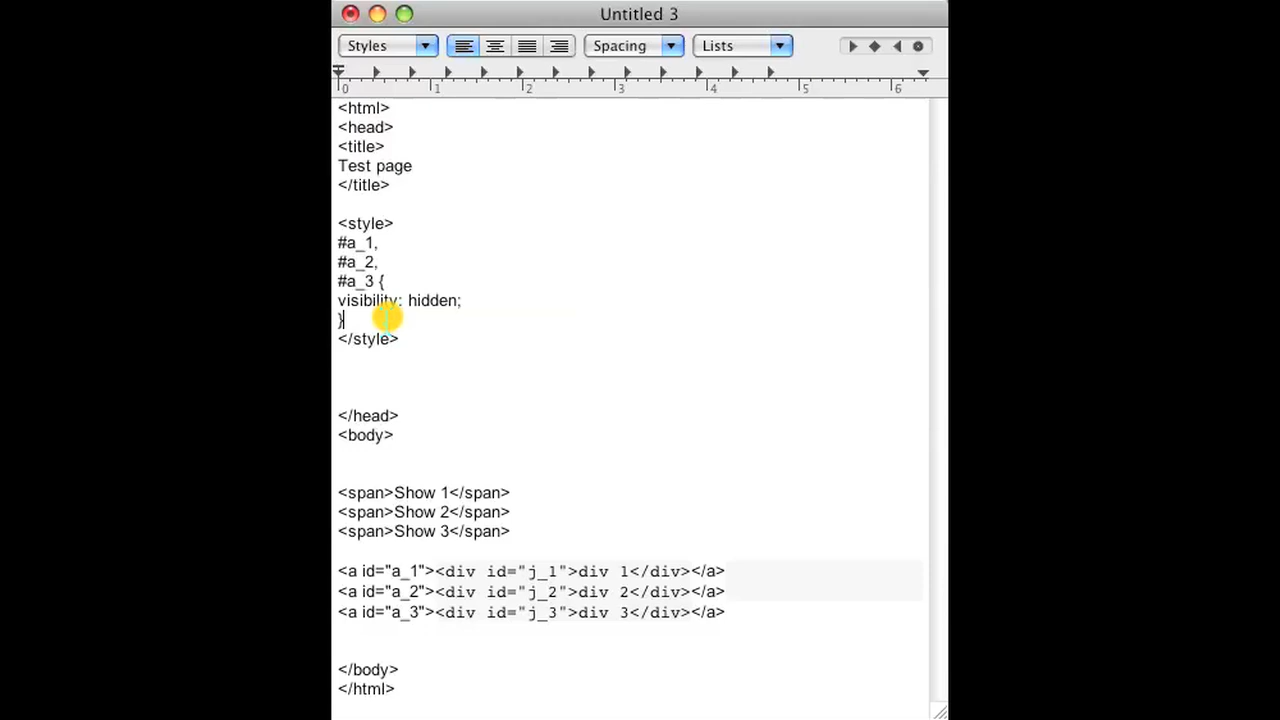 Untitled 3
Styles Spacing Lists
0 1 2 3 4 5 6
<html>
<head>
<title>
Test page
</title>
<style>
#a_1,
#a_2,
#a_3 {
visibility: hidden;
}
</style>
</head>
<body>
<span>Show 1</span>
<span>Show 2</span>
<span>Show 3</span>
<a id="a_1"><div id="j_1">div 1</div></a>
<a id="a_2"><div id="j_2">div 2</div></a>
<a id="a_3"><div id="j_3">div 3</div></a>
</body>
</html>